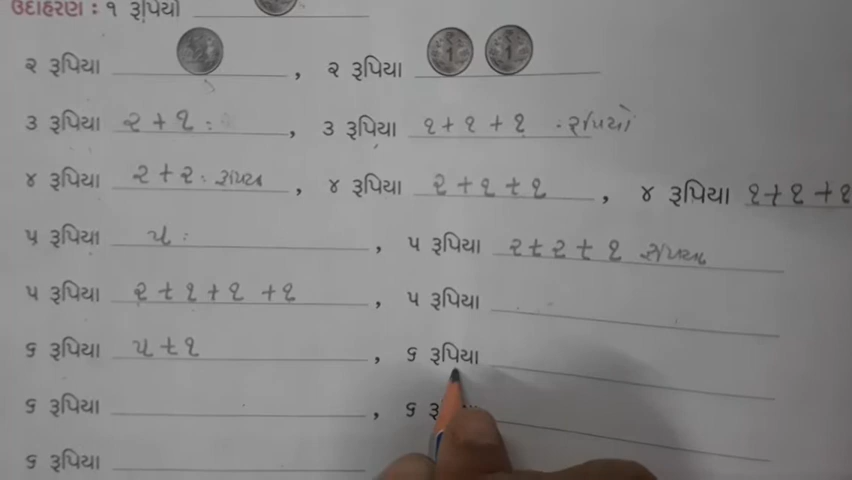 ઉદાહરણ : ૧ રૂપિયો
૨ રૂપિયા , ૨ રૂપિયા
૩ રૂપિયા ૨ + ૧ : , ૩ રૂપિયા ૧ + ૧ + ૧ : રૂપિયો
૪ રૂપિયા ૨ + ૨ : રૂપિયા , ૪ રૂપિયા ૨ + ૧ + ૧ , ૪ રૂપિયા ૧ + ૧ + ૧
૫ રૂપિયા ૫ : , ૫ રૂપિયા ૨ + ૨ + ૧ રૂપિયા
૫ રૂપિયા ૨ + ૧ + ૧ + ૧ , ૫ રૂપિયા
૬ રૂપિયા ૫ + ૧ , ૬ રૂપિયા
૬ રૂપિયા , ૬
૬ રૂપિયા